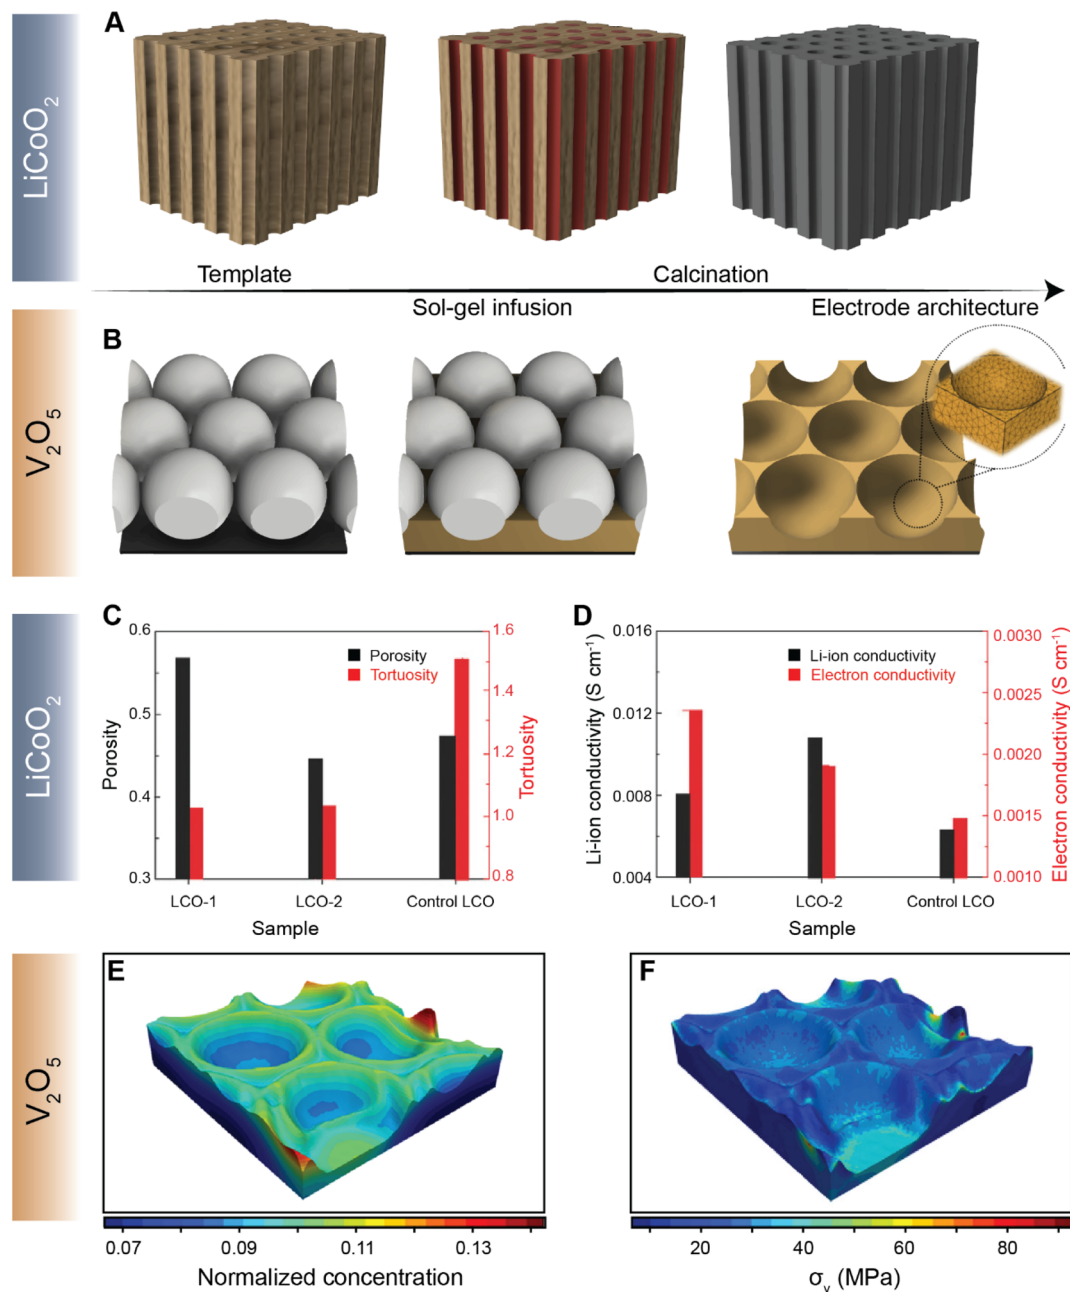 LiCoO2
A
Template
Calcination
Sol-gel infusion
Electrode architecture
V2O5
B
LiCoO2
C
D
0.6
0.5
0.4
0.3
Porosity
Porosity
Tortuosity
1.6
1.4
1.2
1.0
0.8
Tortuosity
LCO-1
LCO-2
Control LCO
Sample
0.016
0.012
0.008
0.004
Li-ion conductivity (S cm⁻¹)
Li-ion conductivity
Electron conductivity
0.0030
0.0025
0.0020
0.0015
0.0010
Electron conductivity (S cm⁻¹)
LCO-1
LCO-2
Control LCO
Sample
V2O5
E
0.07
0.09
0.11
0.13
Normalized concentration
F
20
40
60
80
σv (MPa)